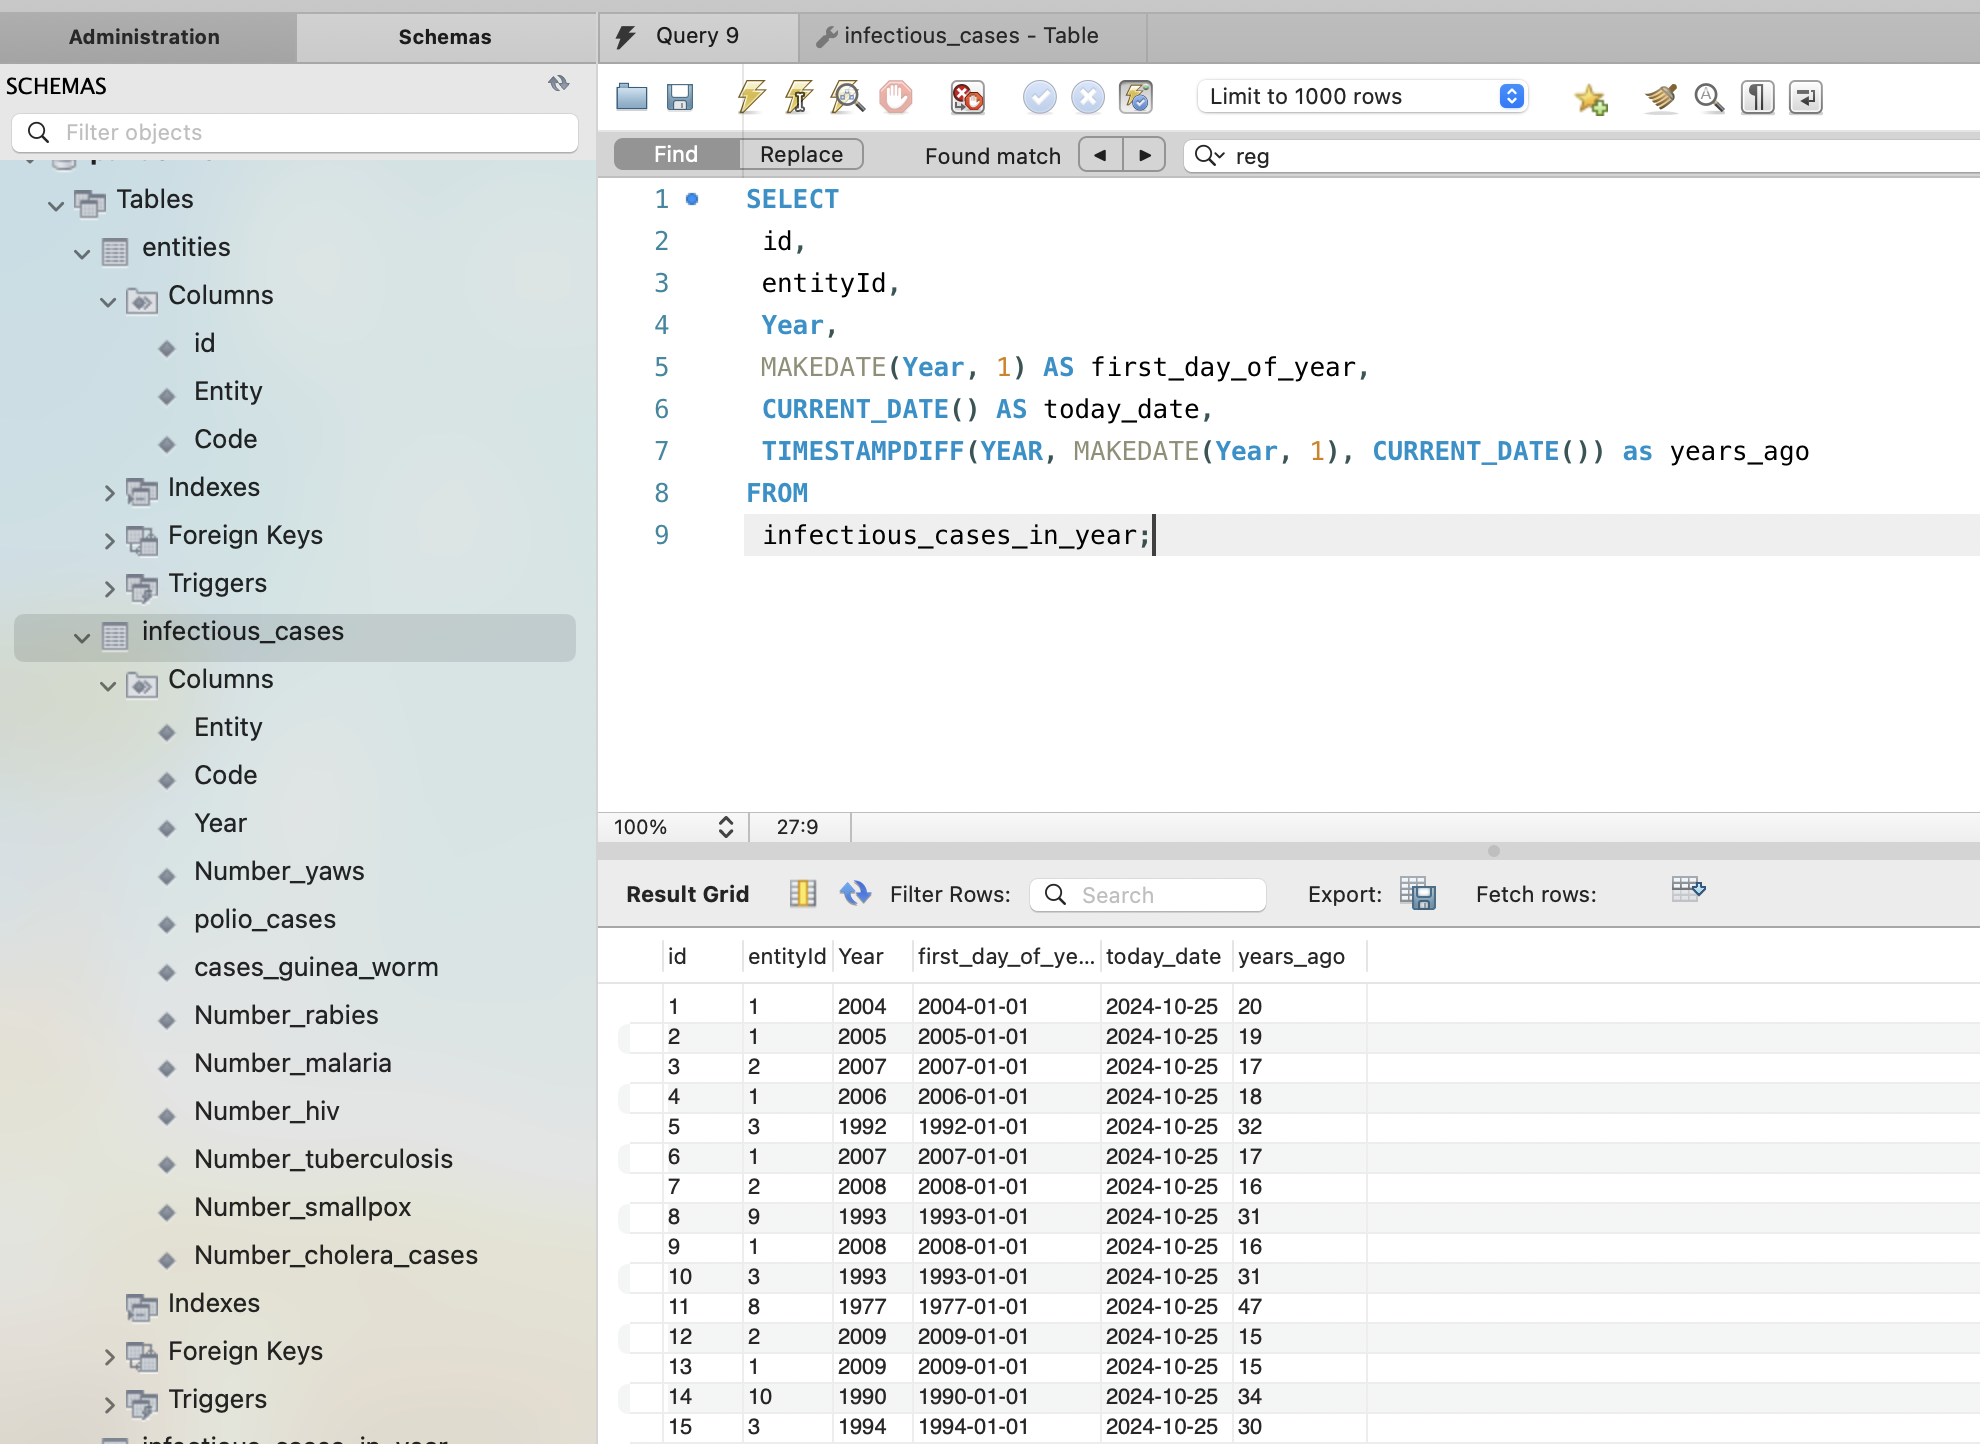 Administration
Schemas
SCHEMAS
Filter objects
Tables
entities
Columns
id
Entity
Code
Indexes
Foreign Keys
Triggers
infectious_cases
Columns
Entity
Code
Year
Number_yaws
polio_cases
cases_guinea_worm
Number_rabies
Number_malaria
Number_hiv
Number_tuberculosis
Number_smallpox
Number_cholera_cases
Indexes
Foreign Keys
Triggers
infectious_cases_in_year
Query 9
infectious_cases - Table
Limit to 1000 rows
Find Replace Found match reg
1 SELECT
2 id,
3 entityId,
4 Year,
5 MAKEDATE(Year, 1) AS first_day_of_year,
6 CURRENT_DATE() AS today_date,
7 TIMESTAMPDIFF(YEAR, MAKEDATE(Year, 1), CURRENT_DATE()) as years_ago
8 FROM
9 infectious_cases_in_year;
100% 27:9
Result Grid Filter Rows: Search Export: Fetch rows:
id entityId Year first_day_of_ye... today_date years_ago
1 1 2004 2004-01-01 2024-10-25 20
2 1 2005 2005-01-01 2024-10-25 19
3 2 2007 2007-01-01 2024-10-25 17
4 1 2006 2006-01-01 2024-10-25 18
5 3 1992 1992-01-01 2024-10-25 32
6 1 2007 2007-01-01 2024-10-25 17
7 2 2008 2008-01-01 2024-10-25 16
8 9 1993 1993-01-01 2024-10-25 31
9 1 2008 2008-01-01 2024-10-25 16
10 3 1993 1993-01-01 2024-10-25 31
11 8 1977 1977-01-01 2024-10-25 47
12 2 2009 2009-01-01 2024-10-25 15
13 1 2009 2009-01-01 2024-10-25 15
14 10 1990 1990-01-01 2024-10-25 34
15 3 1994 1994-01-01 2024-10-25 30